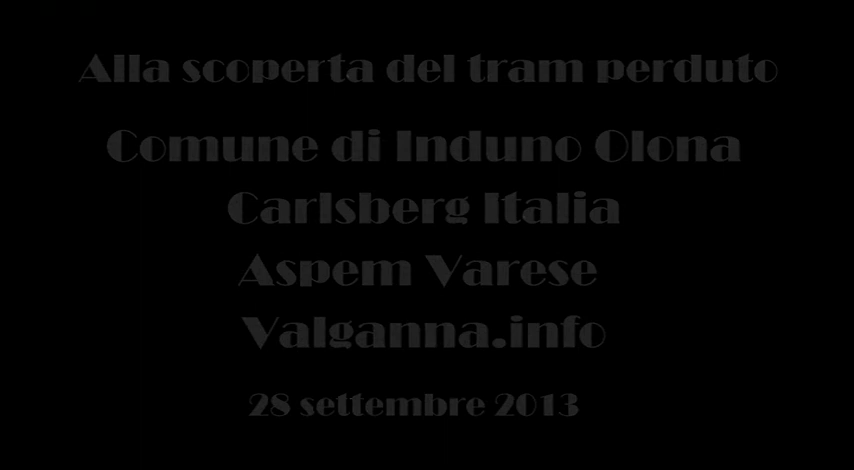 Alla scoperta del tram perduto
Comune di Induno Olona
Carlsberg Italia
Aspem Varese
Valganna.info
28 settembre 2013